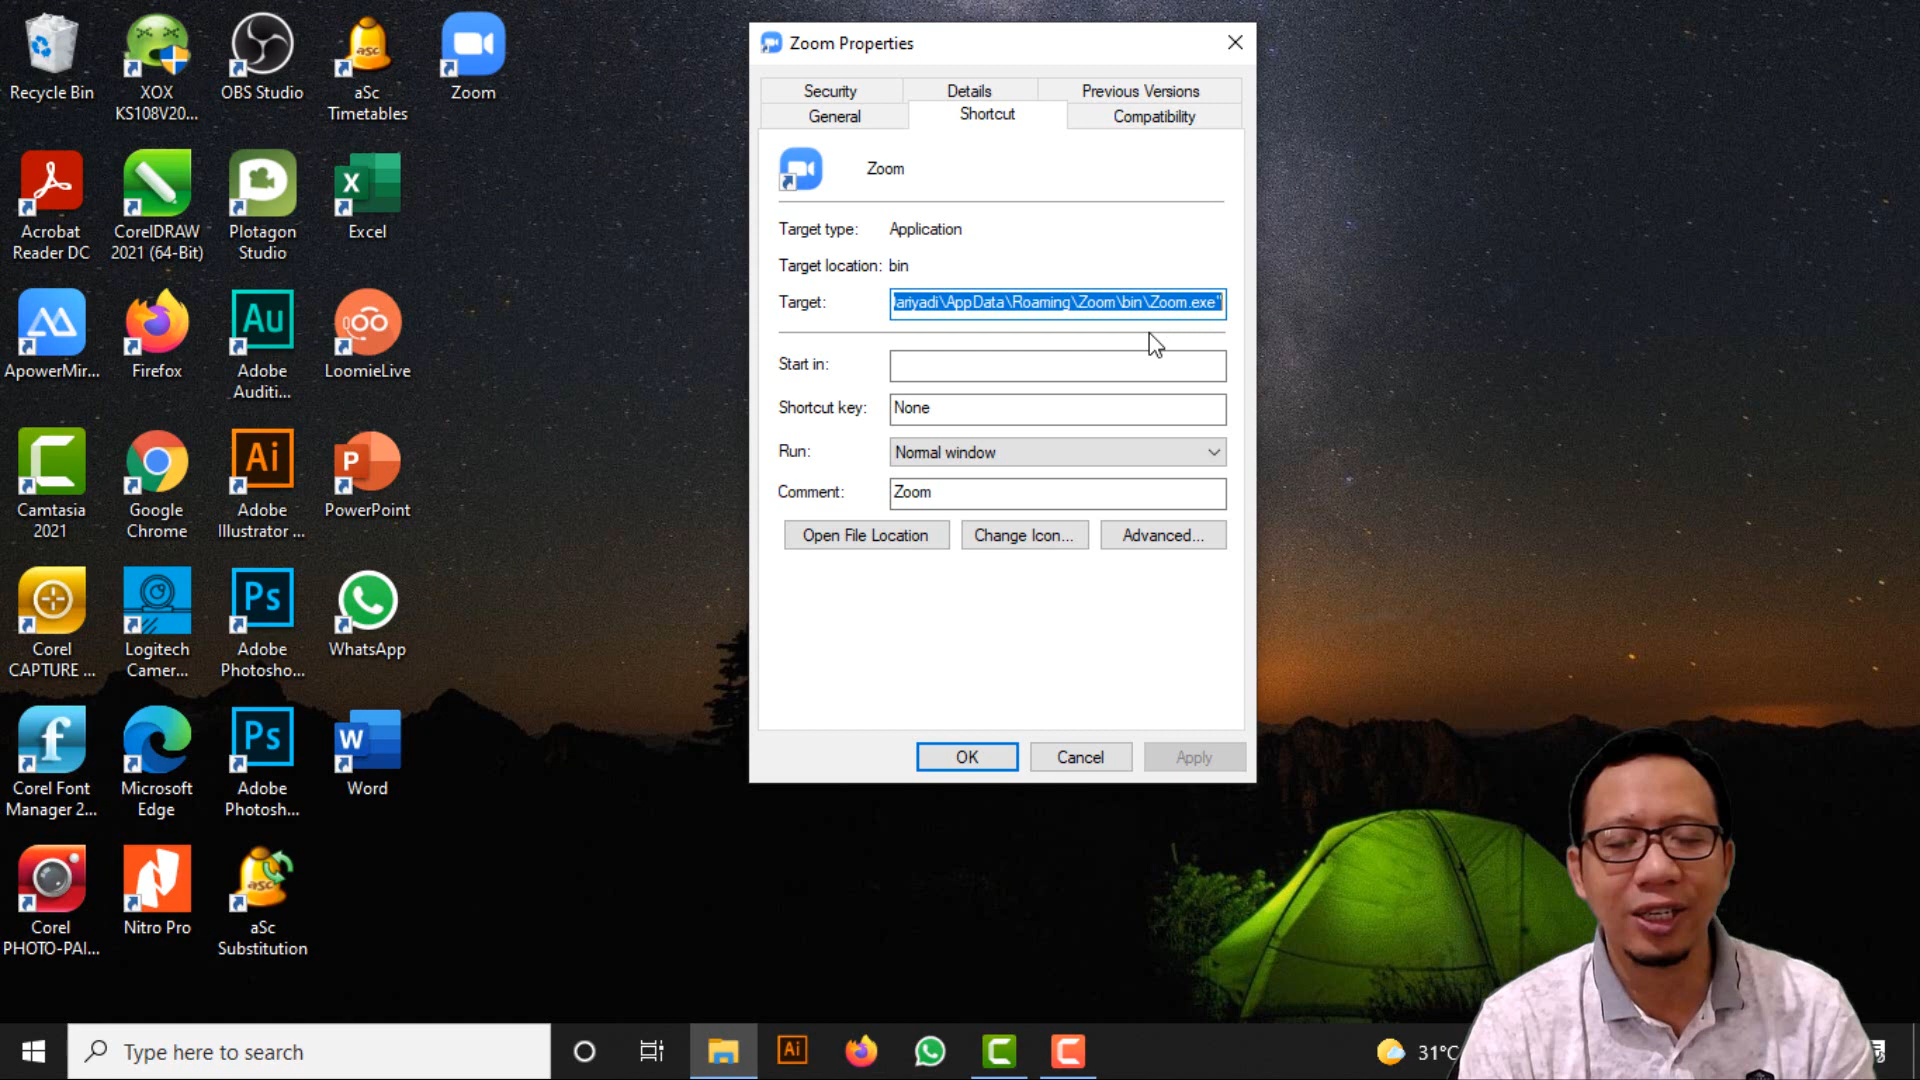 Recycle Bin
XOX
KS108V20...
OBS Studio
aSc
Timetables
Zoom
Acrobat
Reader DC
CorelDRAW
2021 (64-Bit)
Plotagon
Studio
Excel
ApowerMir...
Firefox
Adobe
Auditi...
LoomieLive
Camtasia
2021
Google
Chrome
Adobe
Illustrator ...
PowerPoint
Corel
CAPTURE ...
Logitech
Camer...
Adobe
Photosho...
WhatsApp
Corel Font
Manager 2...
Microsoft
Edge
Adobe
Photosh...
Word
Corel
PHOTO-PAI...
Nitro Pro
aSc
Substitution
Zoom Properties
Security
Details
Previous Versions
General
Shortcut
Compatibility
Zoom
Target type: Application
Target location: bin
Target: ariyadi\AppData\Roaming\Zoom\bin\Zoom.exe"
Start in:
Shortcut key: None
Run: Normal window
Comment: Zoom
Open File Location
Change Icon...
Advanced...
OK
Cancel
Apply
Type here to search
31°C